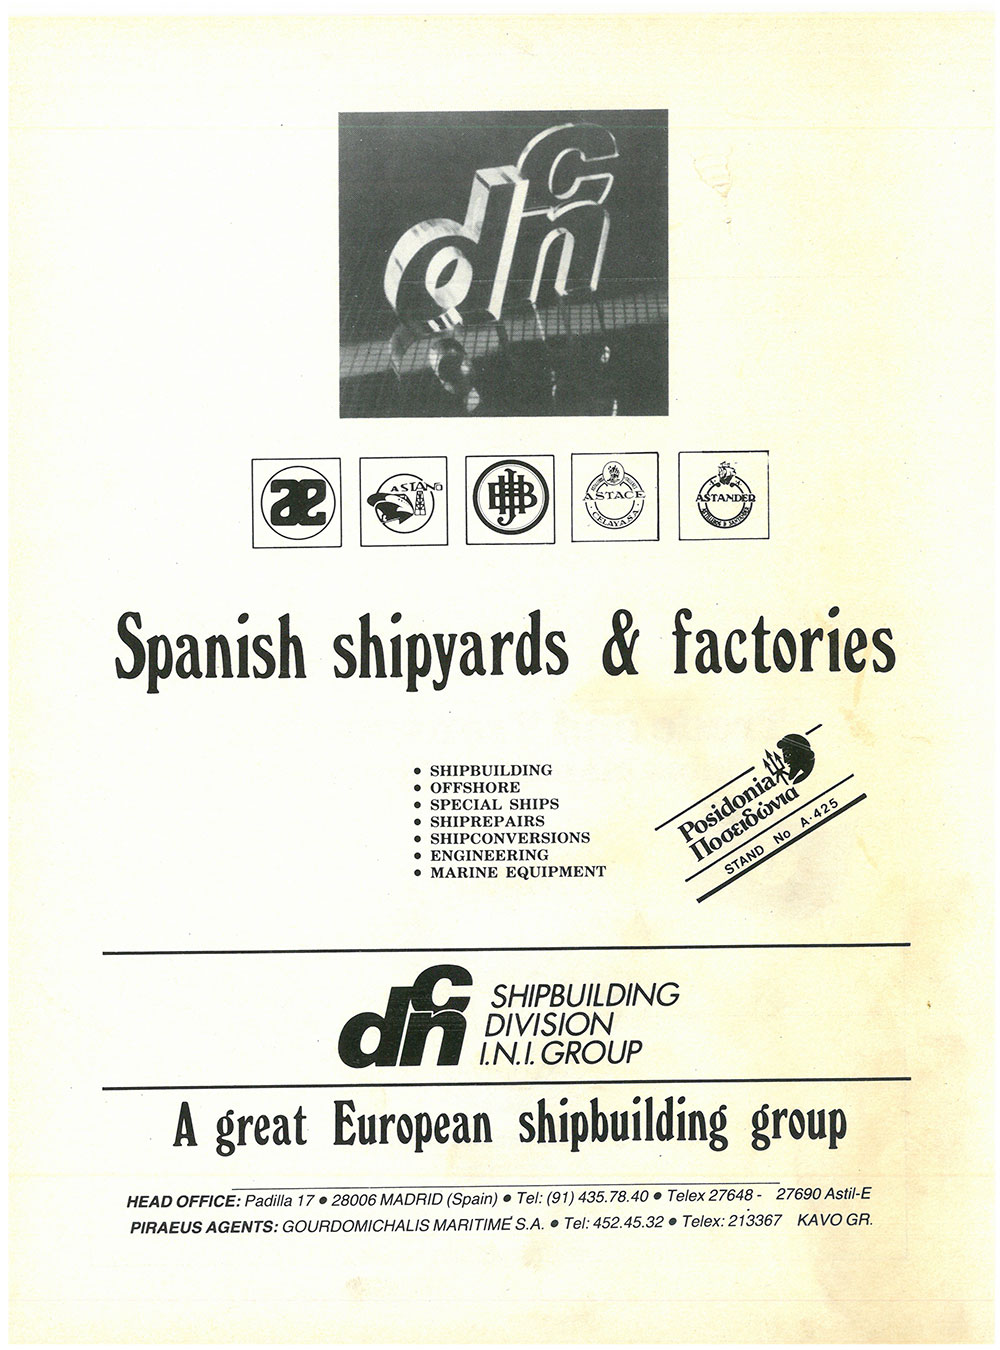 dcn
ae
ASTANO
JHBB
ASTACE
CELAYA S.A.
ASTANDER
Spanish shipyards & factories
• SHIPBUILDING
• OFFSHORE
• SPECIAL SHIPS
• SHIPREPAIRS
• SHIPCONVERSIONS
• ENGINEERING
• MARINE EQUIPMENT
Posidonia
Ποσειδώνια
STAND No A·425
dcn SHIPBUILDING
DIVISION
I.N.I. GROUP
A great European shipbuilding group
HEAD OFFICE: Padilla 17 • 28006 MADRID (Spain) • Tel: (91) 435.78.40 • Telex 27648 - 27690 Astil-E
PIRAEUS AGENTS: GOURDOMICHALIS MARITIME S.A. • Tel: 452.45.32 • Telex: 213367 KAVO GR.